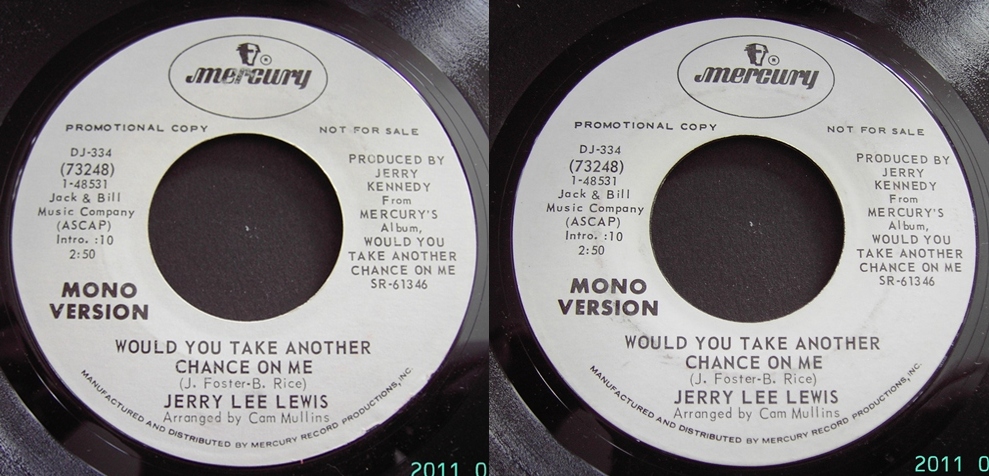 mercury
PROMOTIONAL COPY
NOT FOR SALE
DJ-334
(73248)
1-48531
Jack & Bill
Music Company
(ASCAP)
Intro. :10
2:50
PRODUCED BY
JERRY
KENNEDY
From
MERCURY'S
Album,
WOULD YOU
TAKE ANOTHER
CHANCE ON ME
SR-61346
MONO
VERSION
WOULD YOU TAKE ANOTHER
CHANCE ON ME
(J. Foster-B. Rice)
JERRY LEE LEWIS
Arranged by Cam Mullins
MANUFACTURED AND DISTRIBUTED BY MERCURY RECORD PRODUCTIONS, INC.
2011 0
mercury
PROMOTIONAL COPY
NOT FOR SALE
DJ-334
(73248)
1-48531
Jack & Bill
Music Company
(ASCAP)
Intro. :10
2:50
PRODUCED BY
JERRY
KENNEDY
From
MERCURY'S
Album,
WOULD YOU
TAKE ANOTHER
CHANCE ON ME
SR-61346
MONO
VERSION
WOULD YOU TAKE ANOTHER
CHANCE ON ME
(J. Foster-B. Rice)
JERRY LEE LEWIS
Arranged by Cam Mullins
MANUFACTURED AND DISTRIBUTED BY MERCURY RECORD PRODUCTIONS, INC.
2011 0